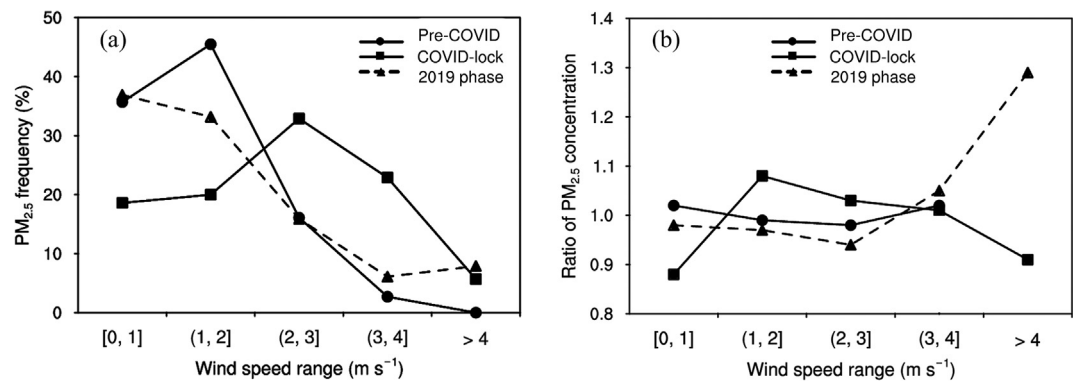 (a)
Pre-COVID
COVID-lock
2019 phase
PM2.5 frequency (%)
50
40
30
20
10
0
[0, 1]
(1, 2]
(2, 3]
(3, 4]
> 4
Wind speed range (m s⁻¹)
(b)
Pre-COVID
COVID-lock
2019 phase
Ratio of PM2.5 concentration
1.4
1.3
1.2
1.1
1.0
0.9
0.8
[0, 1]
(1, 2]
(2, 3]
(3, 4]
> 4
Wind speed range (m s⁻¹)